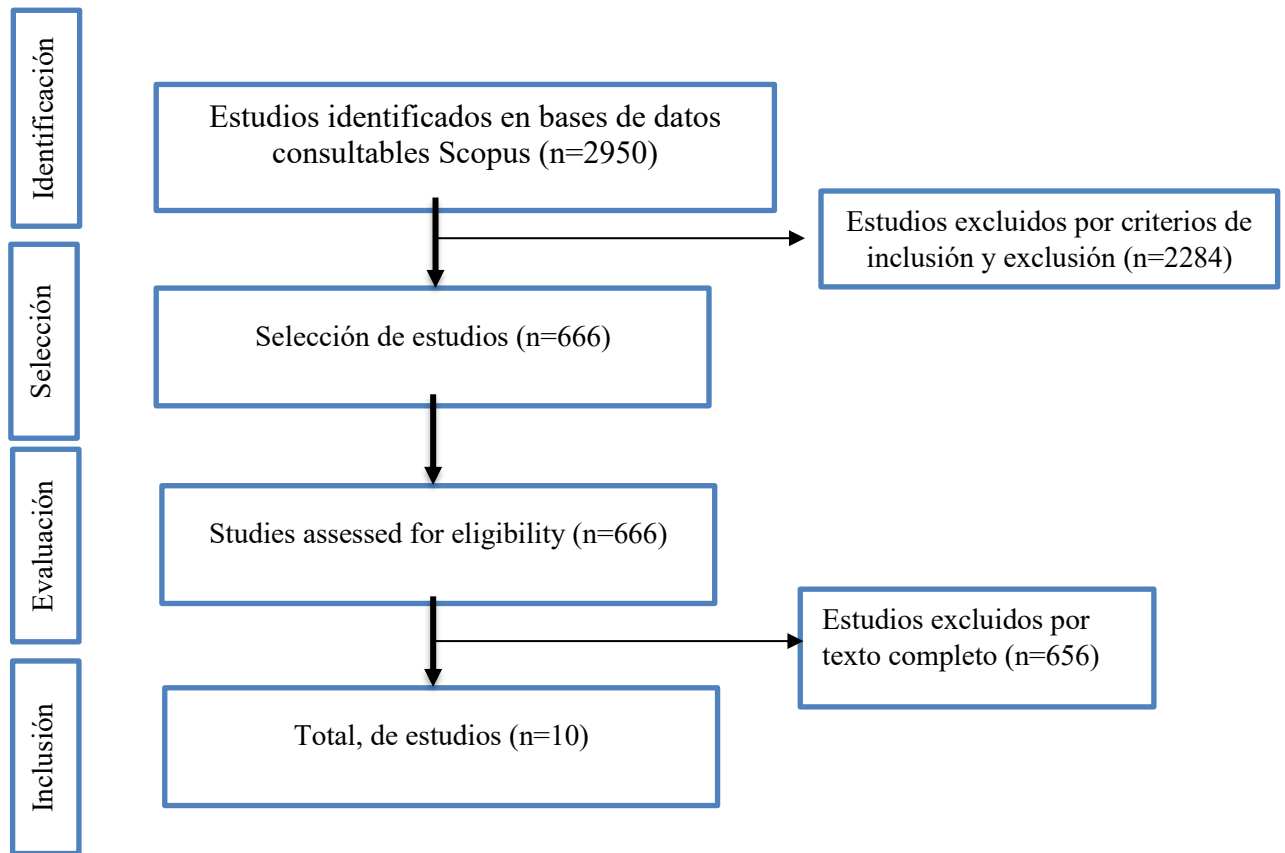 Identificación
Estudios identificados en bases de datos
consultables Scopus (n=2950)
Estudios excluidos por criterios de
inclusión y exclusión (n=2284)
Selección
Selección de estudios (n=666)
Evaluación
Studies assessed for eligibility (n=666)
Estudios excluidos por
texto completo (n=656)
Inclusión
Total, de estudios (n=10)